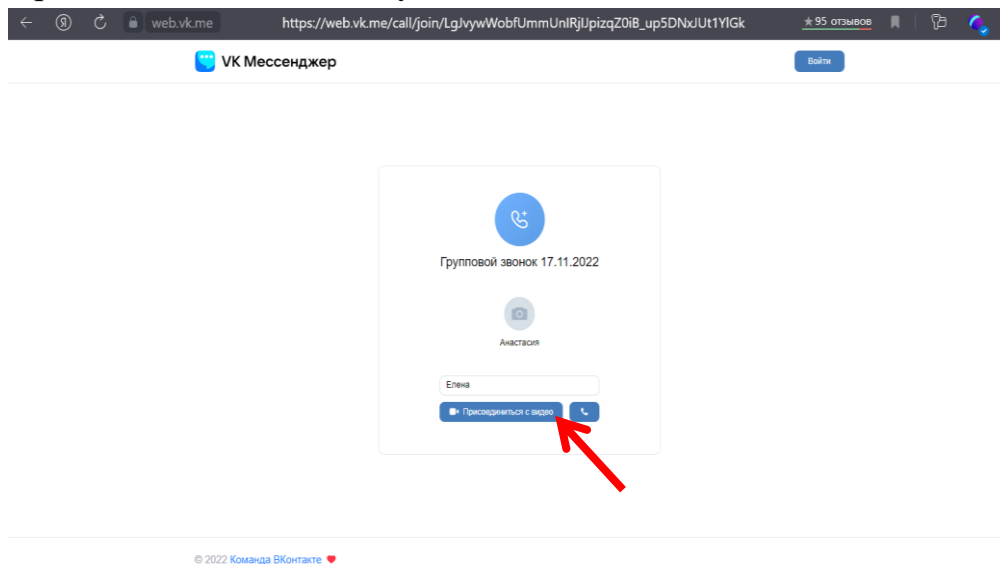 web.vk.me https://web.vk.me/call/join/LgJvywWobfUmmUnIRjlJpizqZ0iB_up5DNxJUt1YlGk ★ 95 отзывов
VK Мессенджер
Войти
Групповой звонок 17.11.2022
Анастасия
Елена
Присоединиться с видео
© 2022 Команда ВКонтакте